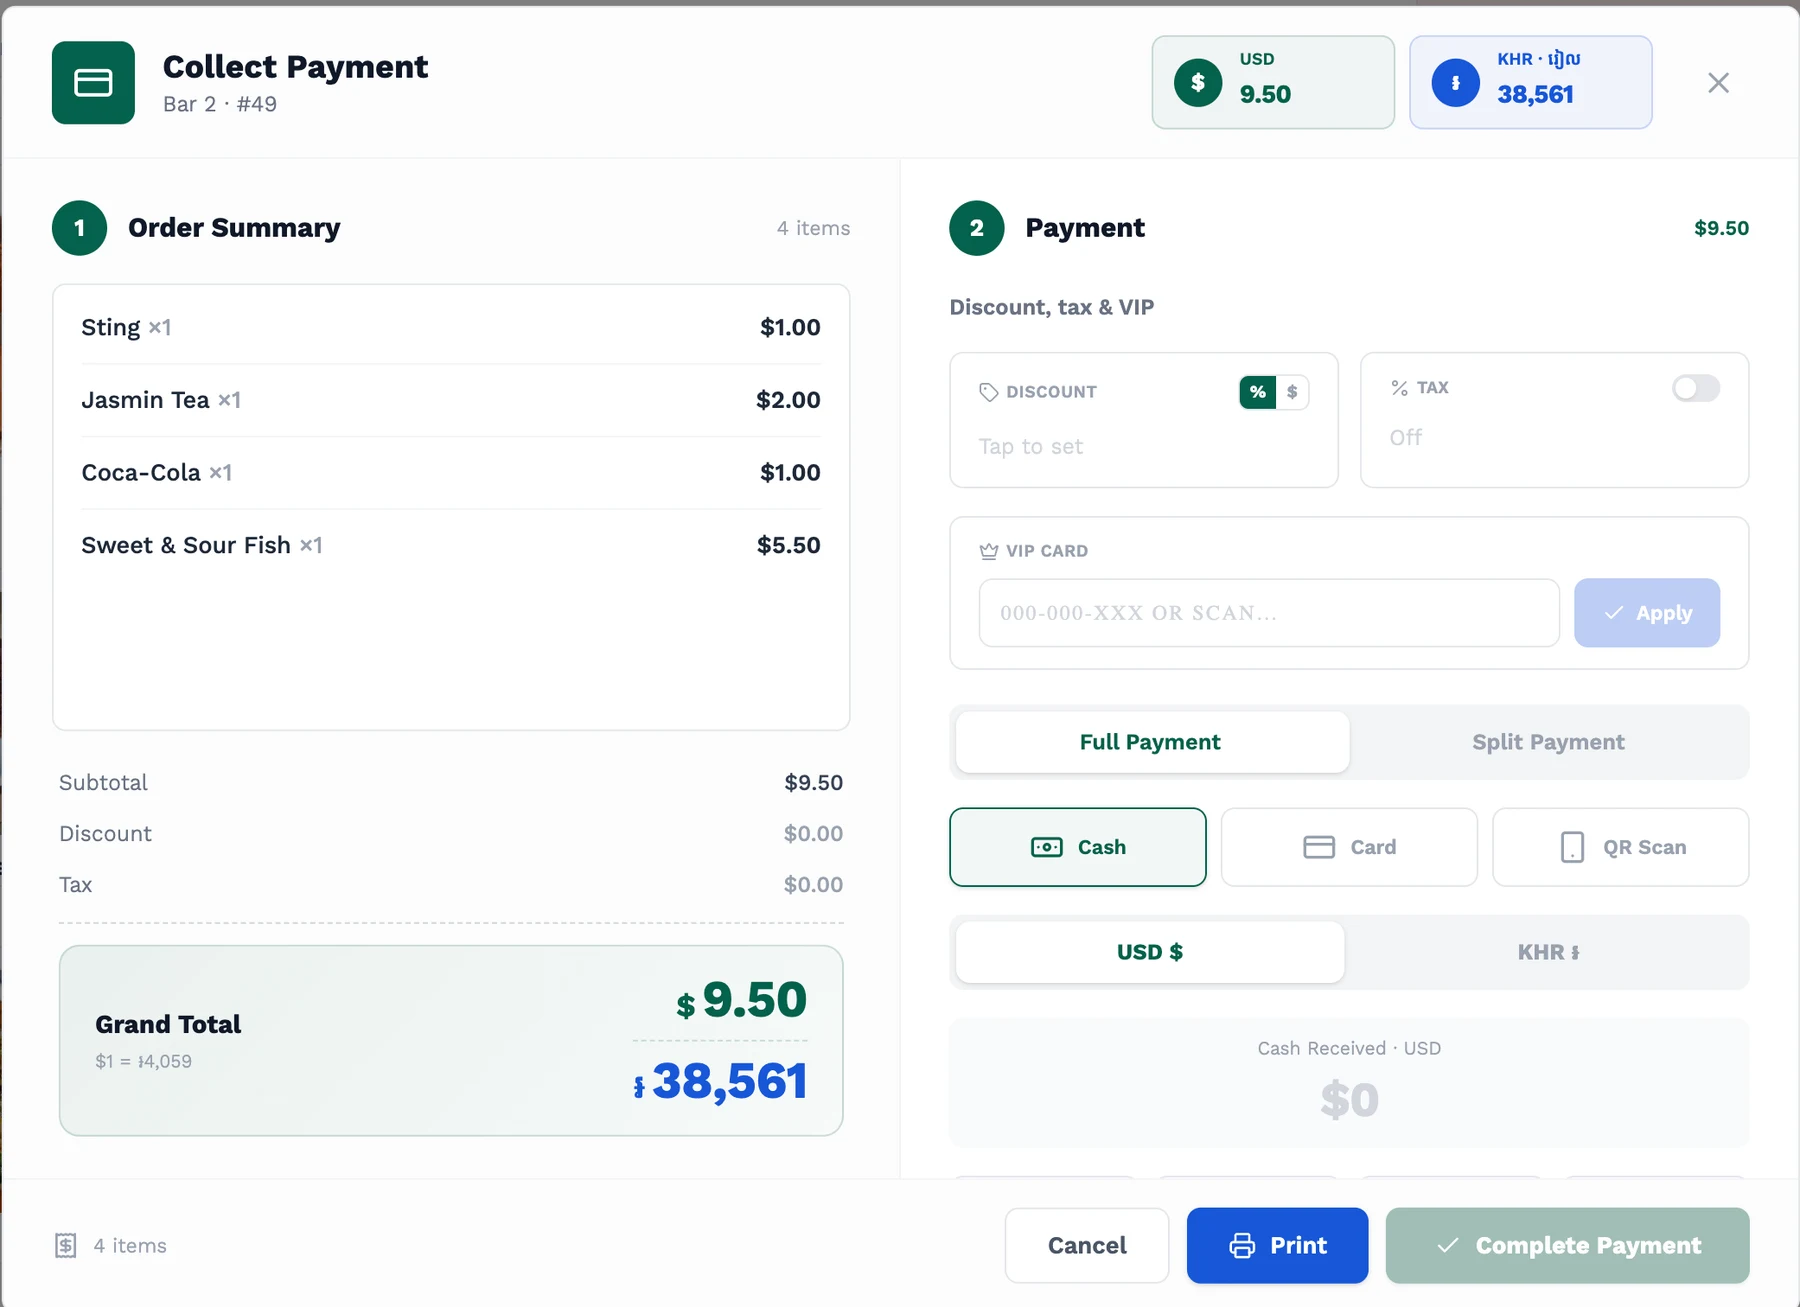 Collect Payment
Bar 2 · #49
$ USD
9.50
៛ KHR · រៀល
38,561
1 Order Summary 4 items
Sting ×1 $1.00
Jasmin Tea ×1 $2.00
Coca-Cola ×1 $1.00
Sweet & Sour Fish ×1 $5.50
Subtotal $9.50
Discount $0.00
Tax $0.00
Grand Total
$1 = ៛4,059
$ 9.50
៛ 38,561
2 Payment $9.50
Discount, tax & VIP
DISCOUNT % $
Tap to set
% TAX
Off
VIP CARD
000-000-XXX OR SCAN...
Apply
Full Payment Split Payment
Cash Card QR Scan
USD $ KHR ៛
Cash Received · USD
$0
$ 4 items
Cancel Print Complete Payment